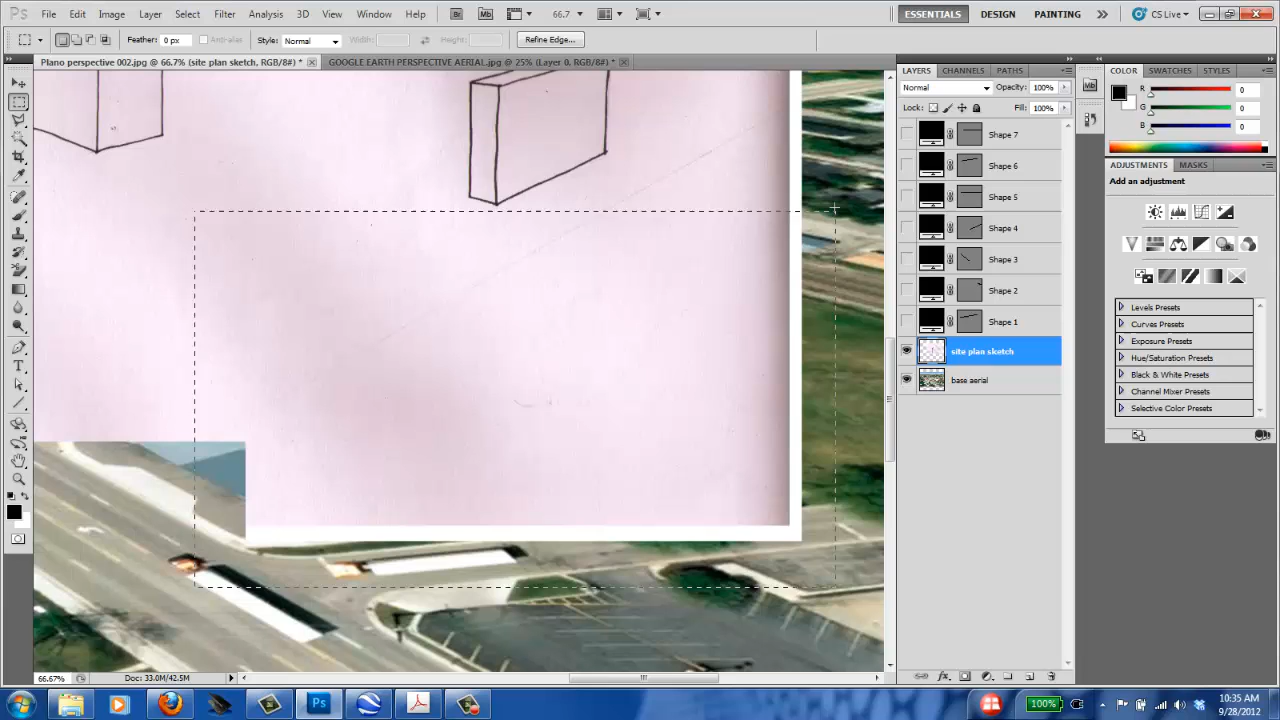 Ps File Edit Image Layer Select Filter Analysis 3D View Window Help Br Mb 66.7 ESSENTIALS DESIGN PAINTING CS Live
Feather: 0 px Anti-alias Style: Normal Width: Height: Refine Edge...
Plano perspective 002.jpg @ 66.7% (site plan sketch, RGB/8#) * GOOGLE EARTH PERSPECTIVE AERIAL.jpg @ 25% (Layer 0, RGB/8#) *
LAYERS CHANNELS PATHS
Normal Opacity: 100%
Lock: Fill: 100%
Shape 7
Shape 6
Shape 5
Shape 4
Shape 3
Shape 2
Shape 1
site plan sketch
base aerial
Mb
COLOR SWATCHES STYLES
R 0
G 0
B 0
ADJUSTMENTS MASKS
Add an adjustment
Levels Presets
Curves Presets
Exposure Presets
Hue/Saturation Presets
Black & White Presets
Channel Mixer Presets
Selective Color Presets
66.67% Doc: 33.0M/42.5M
Ps 100% 10:35 AM
9/28/2012